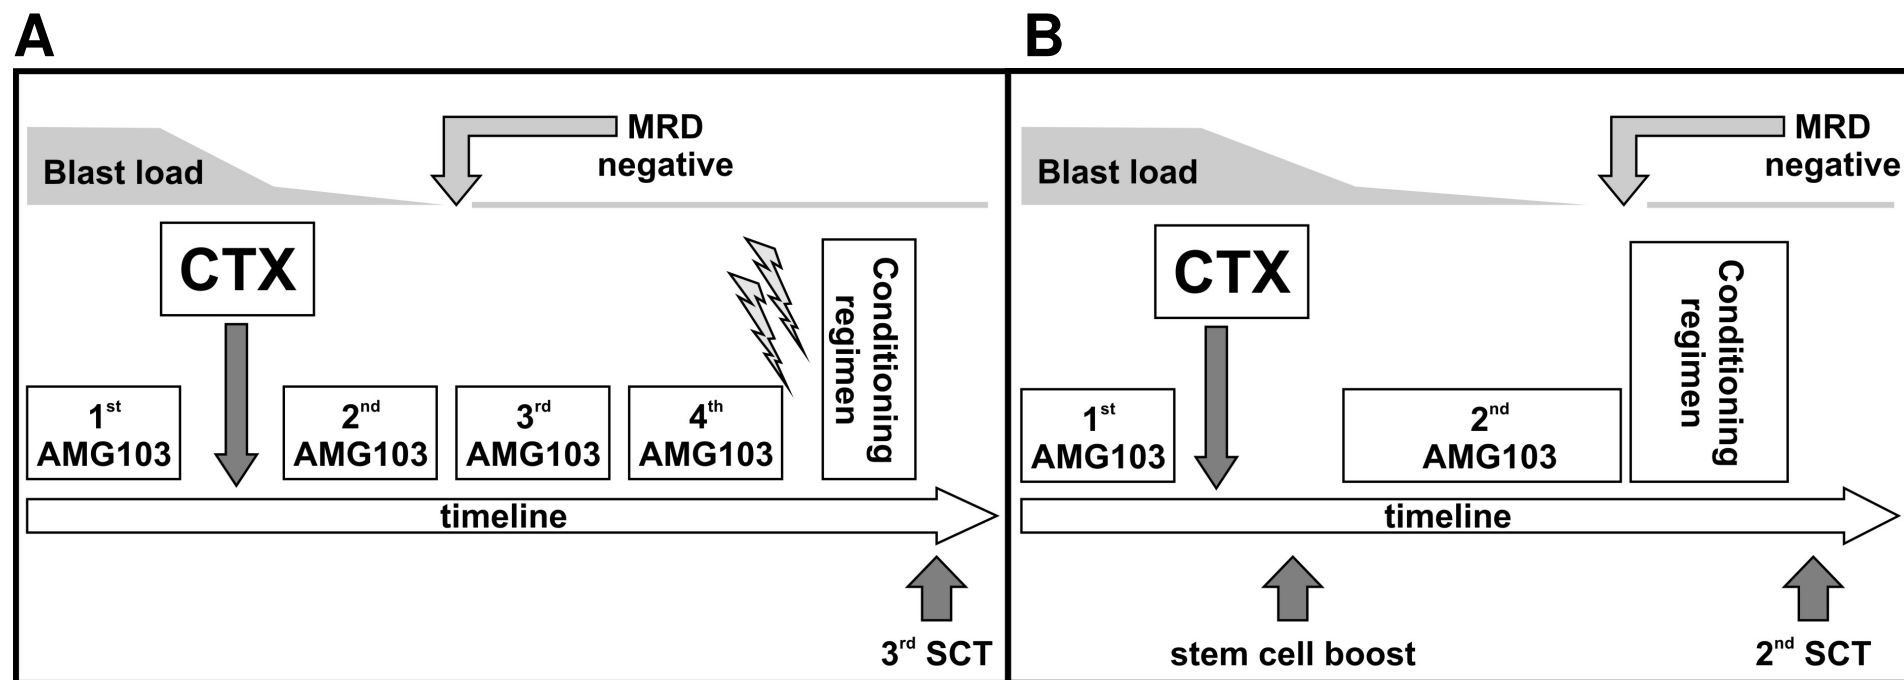 A
MRD
negative
Blast load
CTX
Conditioning
regimen
1st
AMG103
2nd
AMG103
3rd
AMG103
4th
AMG103
timeline
3rd SCT
B
MRD
negative
Blast load
CTX
Conditioning
regimen
1st
AMG103
2nd
AMG103
timeline
stem cell boost
2nd SCT